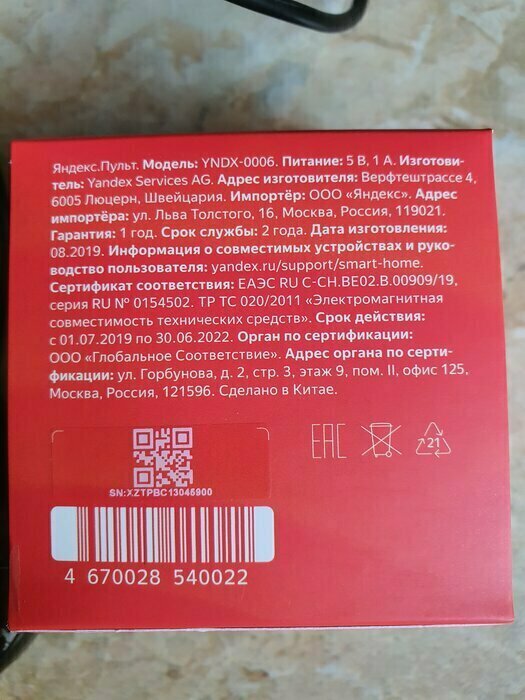 Яндекс.Пульт. Модель: YNDX-0006. Питание: 5 В, 1 А. Изготови-
тель: Yandex Services AG. Адрес изготовителя: Верфтештрассе 4,
6005 Люцерн, Швейцария. Импортёр: ООО «Яндекс». Адрес
импортёра: ул. Льва Толстого, 16, Москва, Россия, 119021.
Гарантия: 1 год. Срок службы: 2 года. Дата изготовления:
08.2019. Информация о совместимых устройствах и руко-
водство пользователя: yandex.ru/support/smart-home.
Сертификат соответствия: ЕАЭС RU С-CH.BE02.B.00909/19,
серия RU № 0154502. ТР ТС 020/2011 «Электромагнитная
совместимость технических средств». Срок действия:
с 01.07.2019 по 30.06.2022. Орган по сертификации:
ООО «Глобальное Соответствие». Адрес органа по серти-
фикации: ул. Горбунова, д. 2, стр. 3, этаж 9, пом. II, офис 125,
Москва, Россия, 121596. Сделано в Китае.
EAC
21
SN:XZTPBC13045900
4 670028 540022